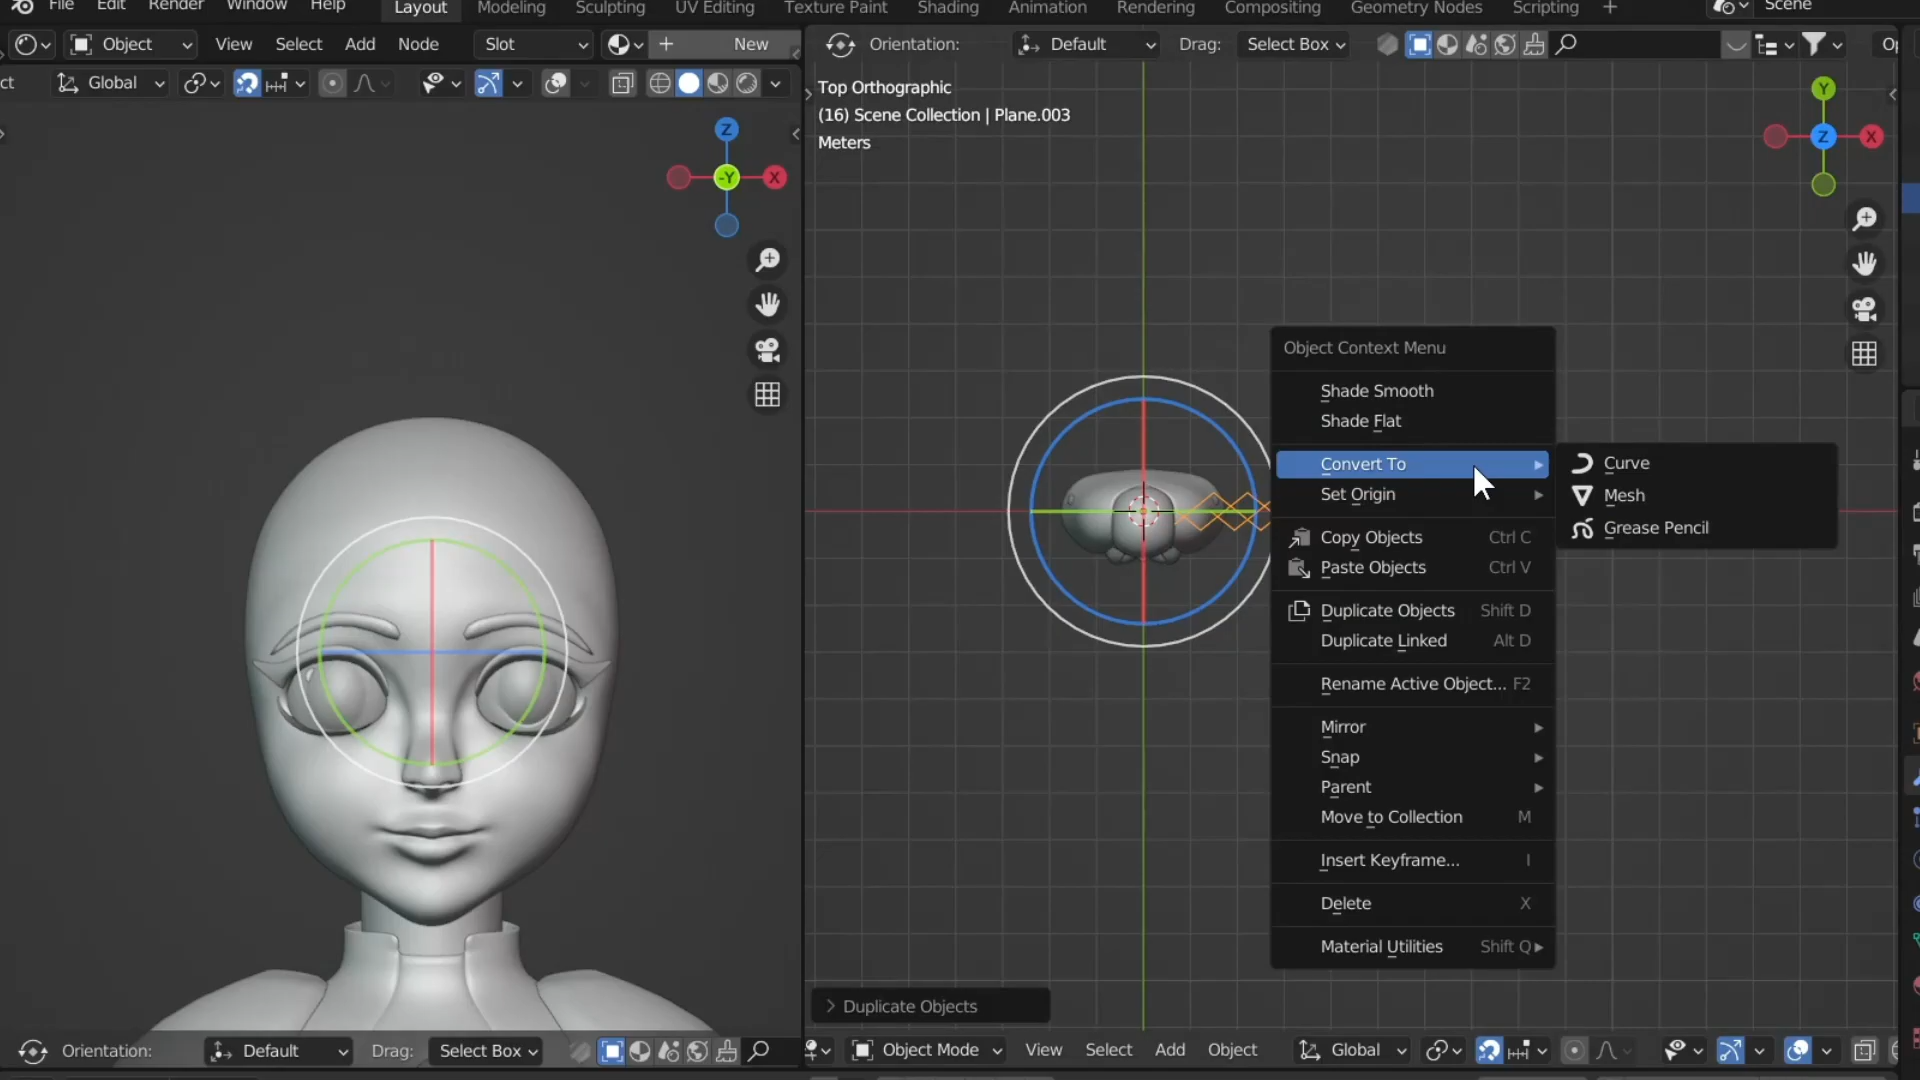 File Edit Render Window Help Layout Modeling Sculpting UV Editing Texture Paint Shading Animation Rendering Compositing Geometry Nodes Scripting + Scene
Object View Select Add Node Slot New
Orientation: Default Drag: Select Box
ct Global
Top Orthographic
(16) Scene Collection | Plane.003
Meters
Z
-Y X
Y
Z X
Object Context Menu
Shade Smooth
Shade Flat
Convert To
Set Origin
Copy Objects Ctrl C
Paste Objects Ctrl V
Duplicate Objects Shift D
Duplicate Linked Alt D
Rename Active Object... F2
Mirror
Snap
Parent
Move to Collection M
Insert Keyframe... I
Delete X
Material Utilities Shift Q
Curve
Mesh
Grease Pencil
Duplicate Objects
Orientation: Default Drag: Select Box
Object Mode View Select Add Object Global